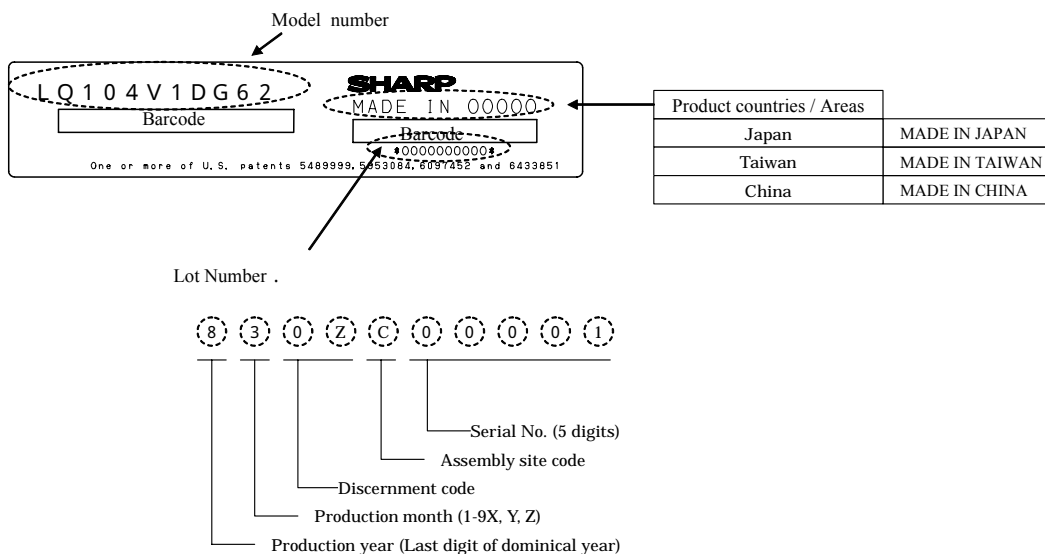 Model number
LQ104V1DG62
SHARP
MADE IN OOOOO
Barcode
Barcode
*OOOOOOOOOO*
One or more of U.S. patents 5489999,5953084,6097452 and 6433851
Product countries / Areas
Japan MADE IN JAPAN
Taiwan MADE IN TAIWAN
China MADE IN CHINA
Lot Number .
8 3 0 Z C 0 0 0 0 1
Serial No. (5 digits)
Assembly site code
Discernment code
Production month (1-9X, Y, Z)
Production year (Last digit of dominical year)